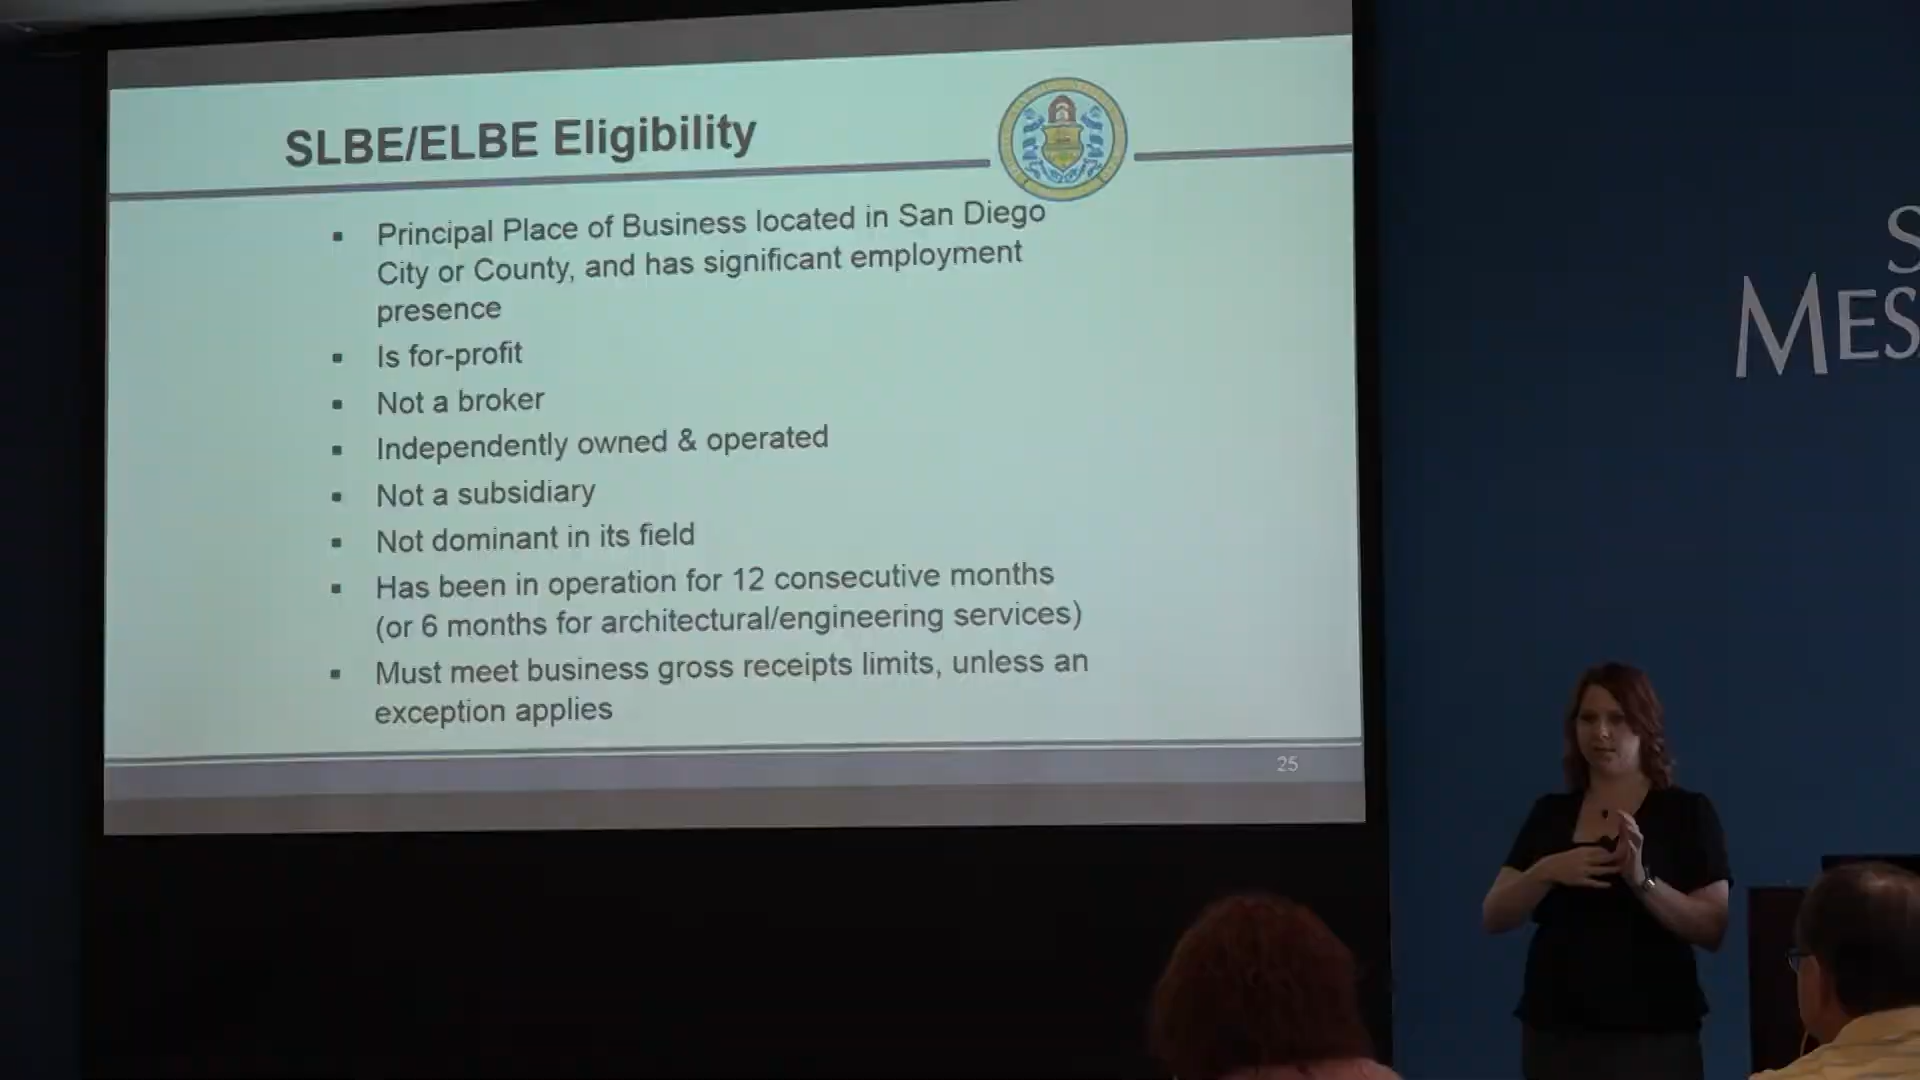 SLBE/ELBE Eligibility
▪ Principal Place of Business located in San Diego
City or County, and has significant employment
presence
▪ Is for-profit
▪ Not a broker
▪ Independently owned & operated
▪ Not a subsidiary
▪ Not dominant in its field
▪ Has been in operation for 12 consecutive months
(or 6 months for architectural/engineering services)
▪ Must meet business gross receipts limits, unless an
exception applies
25
S
MES